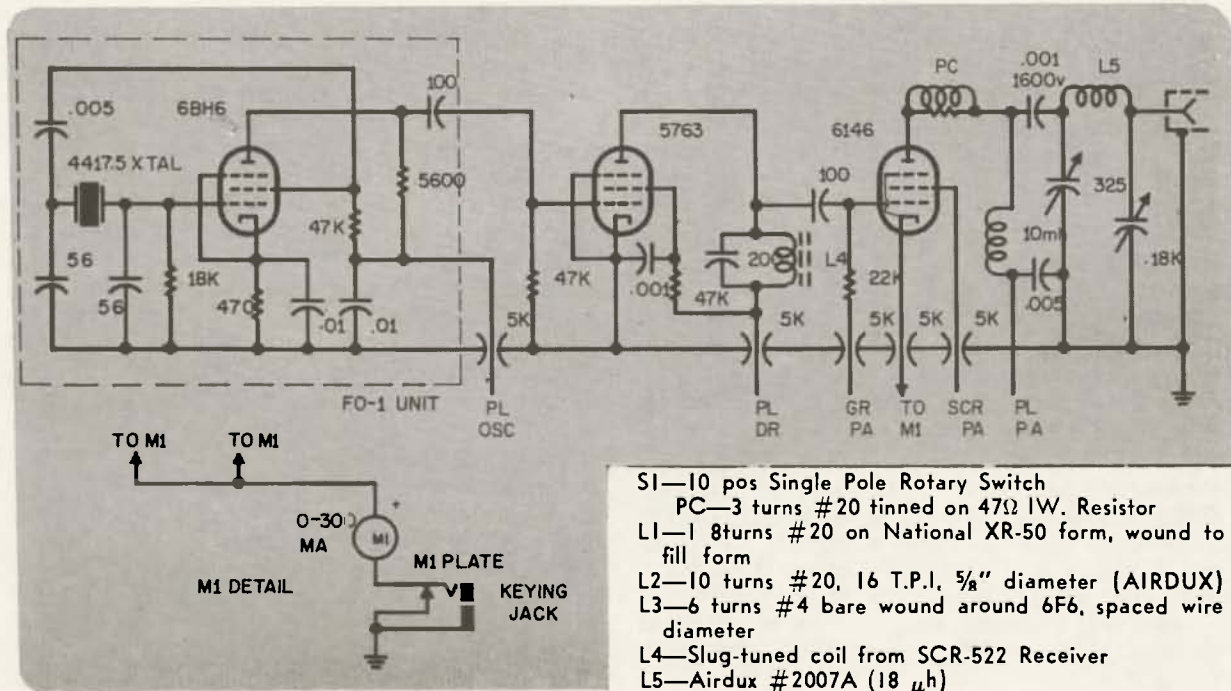 .005
6BH6
100
4417.5 XTAL
5600
47K
56
56
18K
470
.01
.01
FO-1 UNIT
5K
PL
OSC
5763
47K
.001
47K
200
L4
5K
PL
DR
100
6146
PC
.001
1600v
L5
22K
5K
5K
5K
GR
PA
TO
M1
SCR
PA
PL
PA
10mh
.005
325
.18K
TO M1
TO M1
MA
+
M1
M1 PLATE
M1 DETAIL
KEYING
JACK
S1—10 pos Single Pole Rotary Switch
PC—3 turns #20 tinned on 47Ω 1W. Resistor
L1—1 8turns #20 on National XR-50 form, wound to
fill form
L2—10 turns #20, 16 T.P.I, ⅝" diameter (AIRDUX)
L3—6 turns #4 bare wound around 6F6, spaced wire
diameter
L4—Slug-tuned coil from SCR-522 Receiver
L5—Airdux #2007A (18 μh)